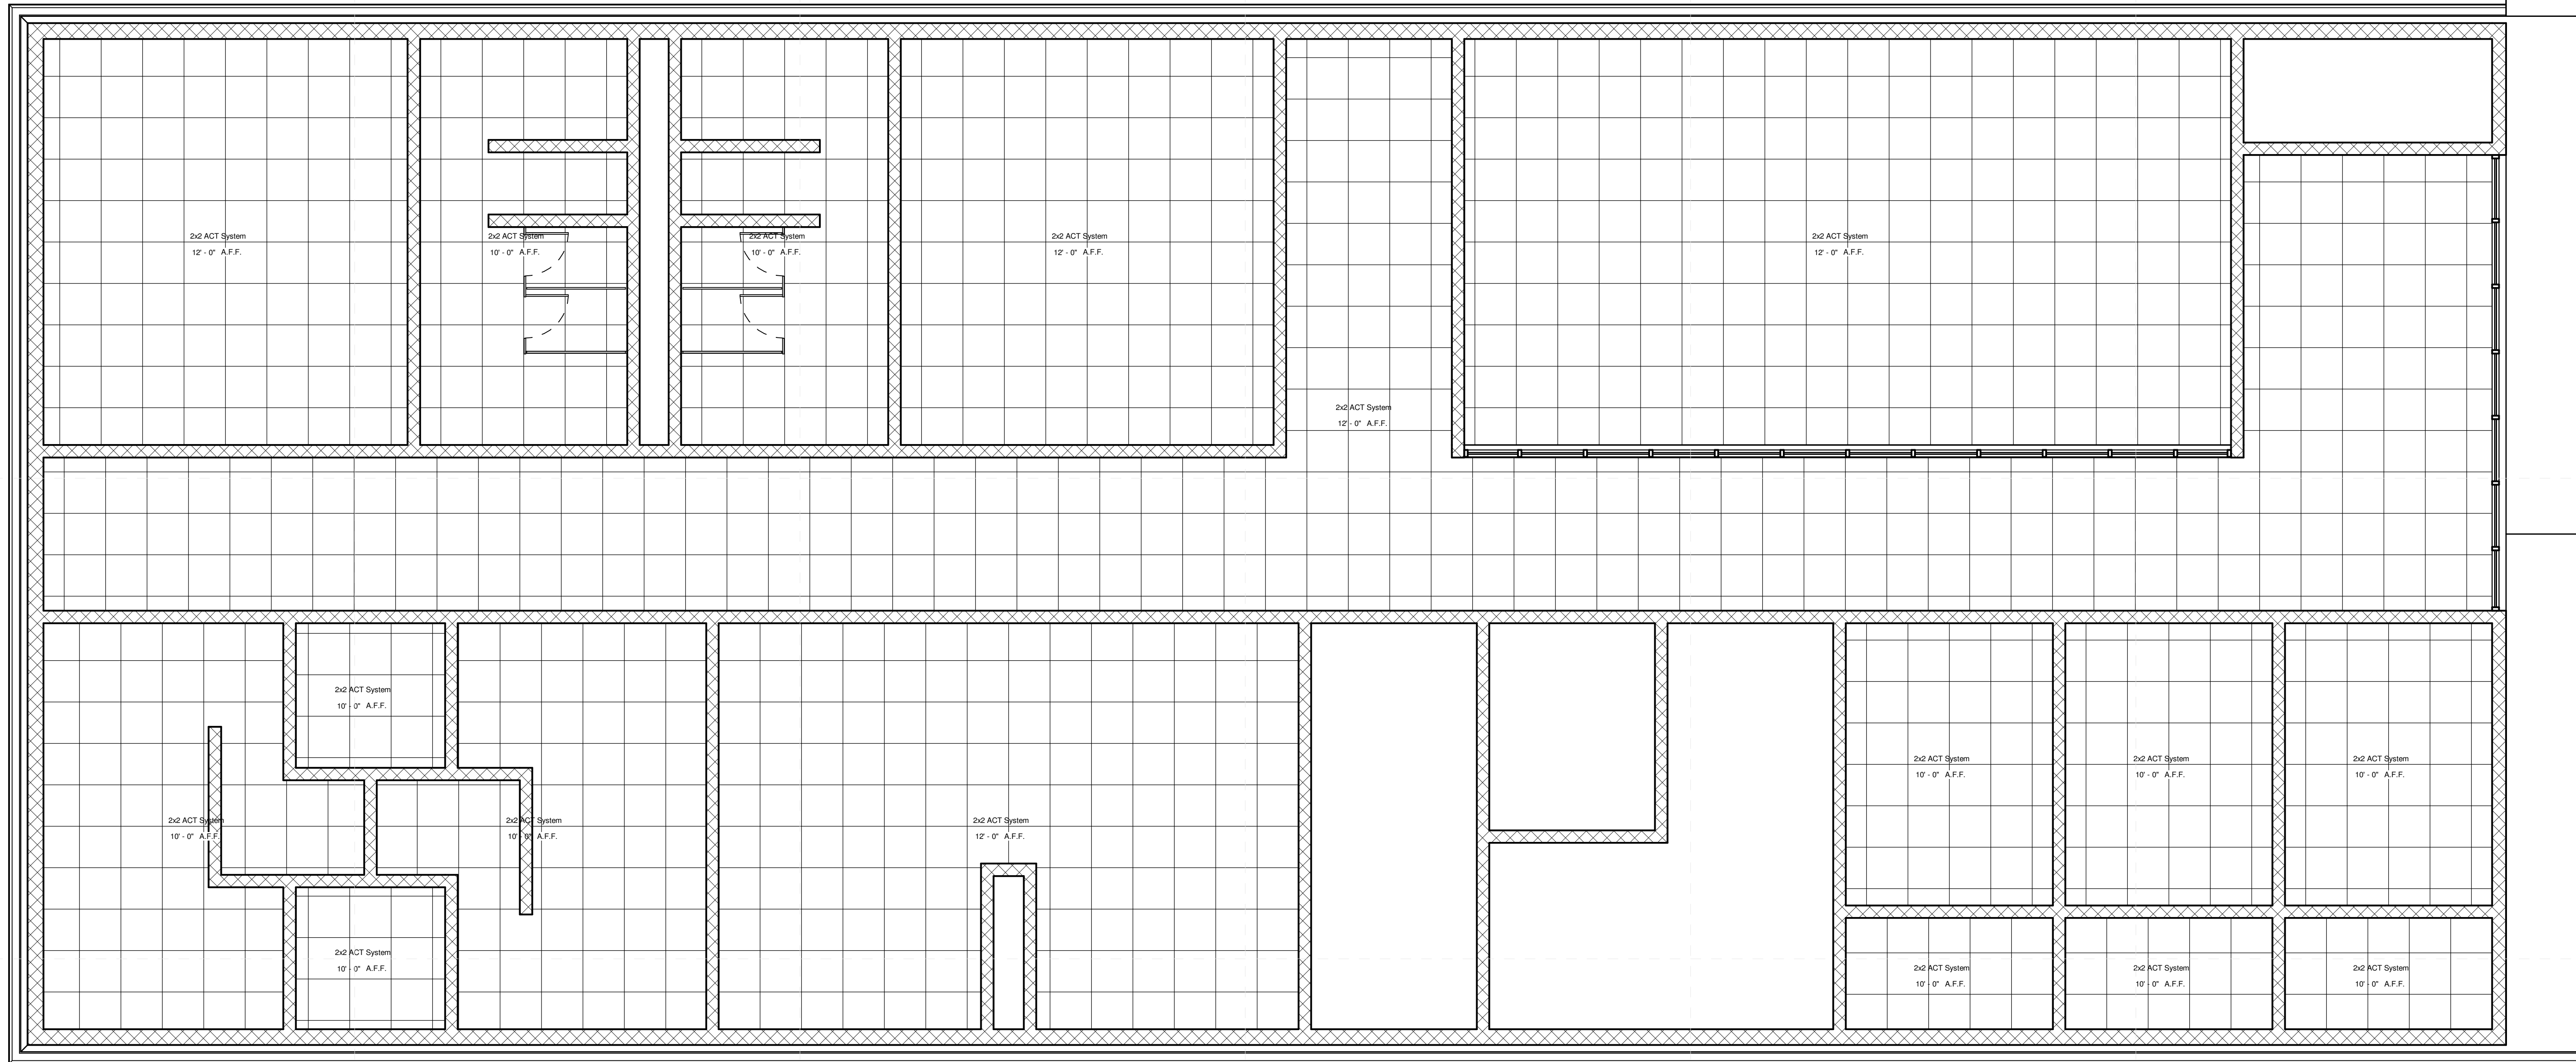 2x2 ACT System
12' - 0" A.F.F.
2x2 ACT System
10' - 0" A.F.F.
2x2 ACT System
10' - 0" A.F.F.
2x2 ACT System
12' - 0" A.F.F.
2x2 ACT System
12' - 0" A.F.F.
2x2 ACT System
12' - 0" A.F.F.
2x2 ACT System
10' - 0" A.F.F.
2x2 ACT System
10' - 0" A.F.F.
2x2 ACT System
10' - 0" A.F.F.
2x2 ACT System
10' - 0" A.F.F.
2x2 ACT System
10' - 0" A.F.F.
2x2 ACT System
10' - 0" A.F.F.
2x2 ACT System
12' - 0" A.F.F.
2x2 ACT System
10' - 0" A.F.F.
2x2 ACT System
10' - 0" A.F.F.
2x2 ACT System
10' - 0" A.F.F.
2x2 ACT System
10' - 0" A.F.F.